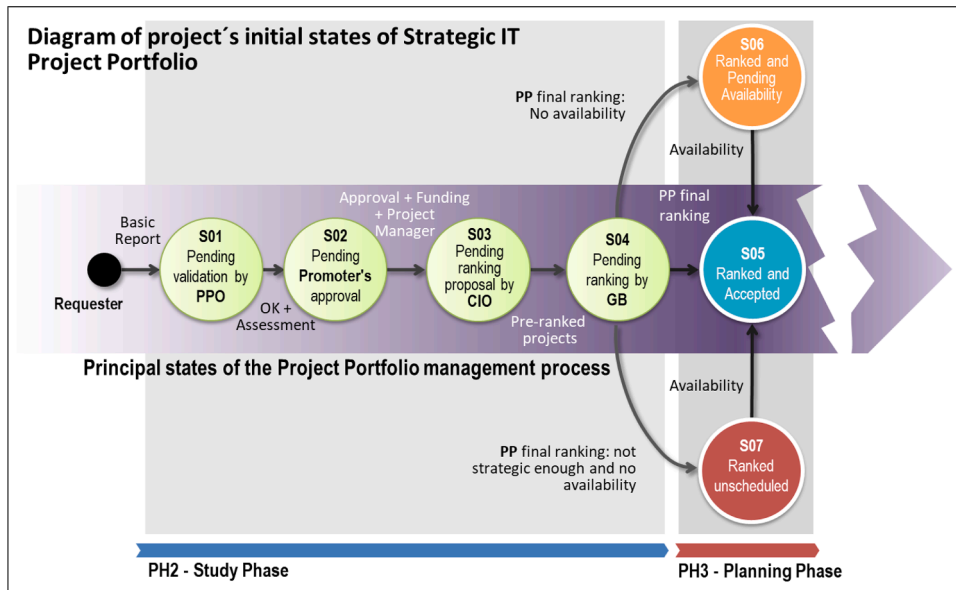 Diagram of project´s initial states of Strategic IT
Project Portfolio
S06
Ranked and
Pending
Availability
PP final ranking:
No availability
Availability
Approval + Funding
+ Project
Manager
PP final
ranking
Basic
Report
S01
Pending
validation by
PPO
S02
Pending
Promoter's
approval
S03
Pending
ranking
proposal by
CIO
S04
Pending
ranking by
GB
S05
Ranked and
Accepted
Requester
OK +
Assessment
Pre-ranked
projects
Principal states of the Project Portfolio management process
Availability
PP final ranking: not
strategic enough and no
availability
S07
Ranked
unscheduled
PH2 - Study Phase
PH3 - Planning Phase